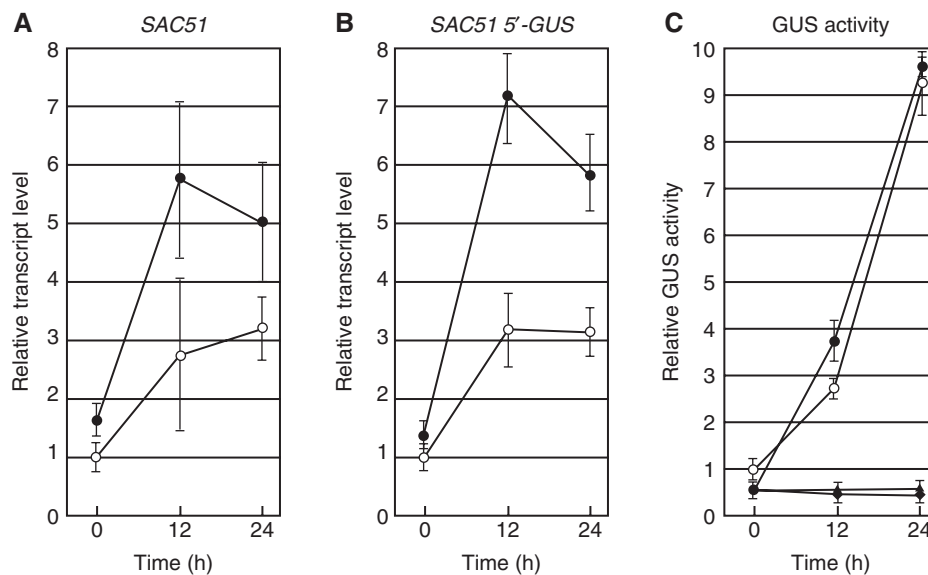 A SAC51
8
7
6
5
4
3
2
1
0
Relative transcript level
0 12 24
Time (h)
B SAC51 5′-GUS
8
7
6
5
4
3
2
1
0
Relative transcript level
0 12 24
Time (h)
C GUS activity
10
9
8
9
7
6
5
4
3
2
1
0
Relative GUS activity
0 12 24
Time (h)